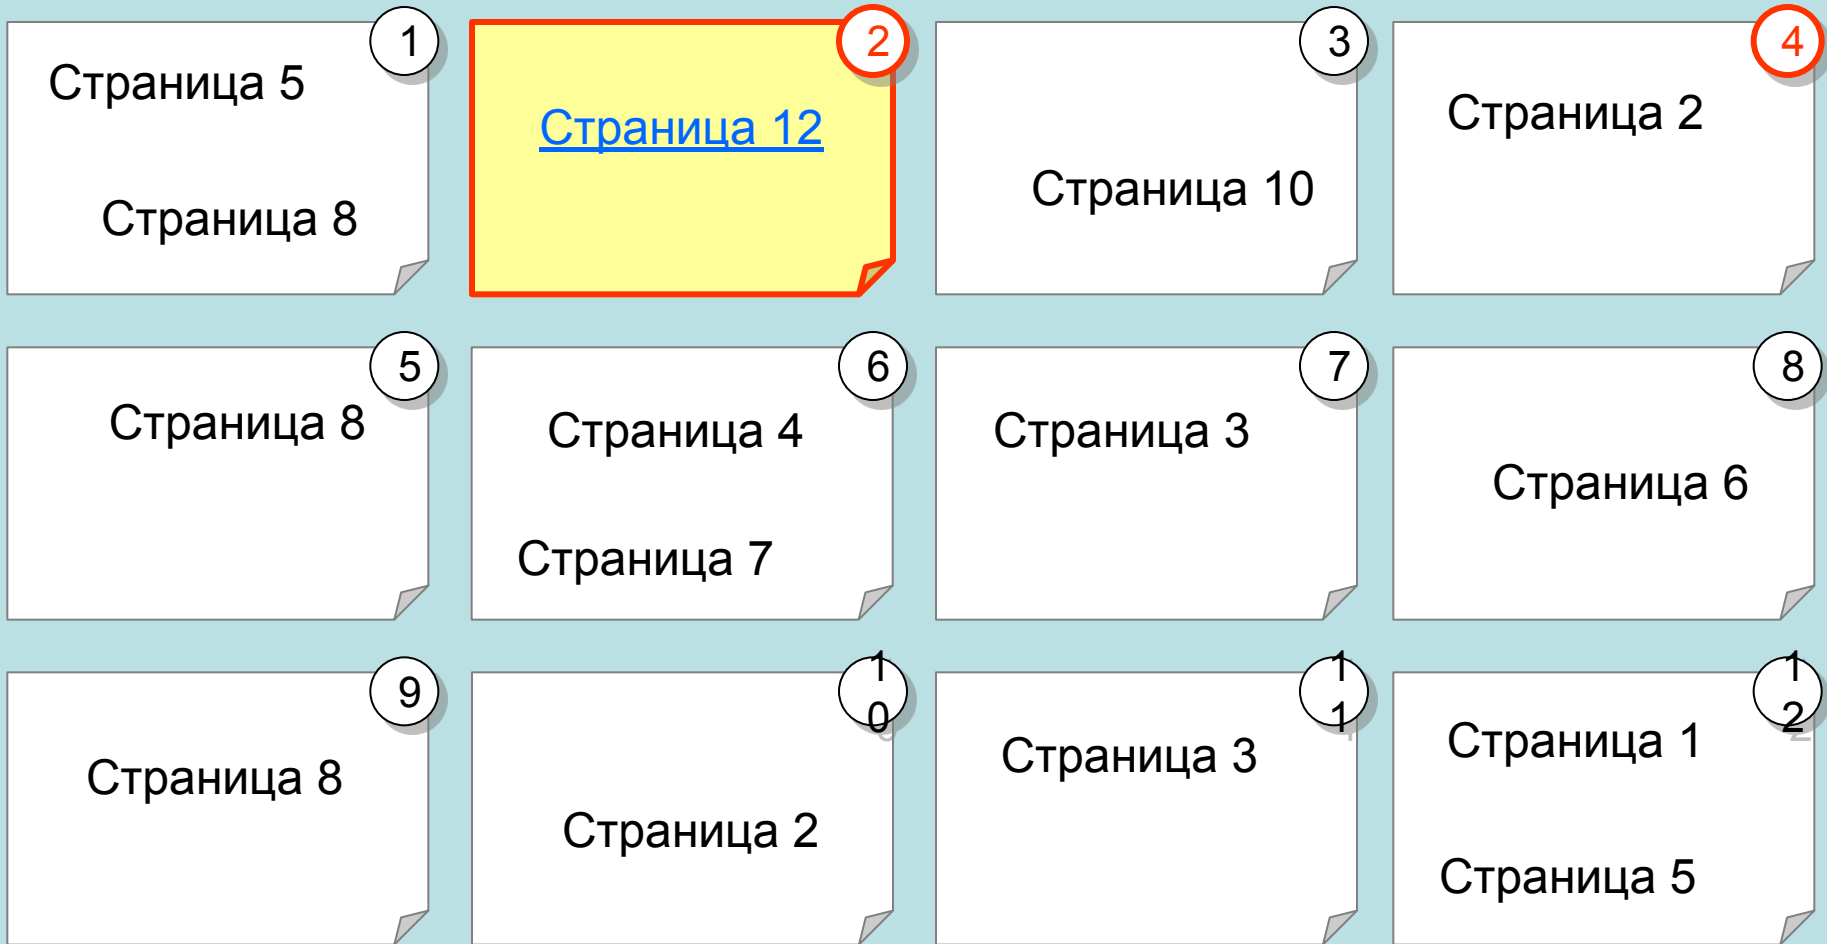 1
Страница 5
Страница 8
2
Страница 12
3
Страница 10
4
Страница 2
5
Страница 8
6
Страница 4
Страница 7
7
Страница 3
8
Страница 6
9
Страница 8
10
Страница 2
11
Страница 3
12
Страница 1
Страница 5